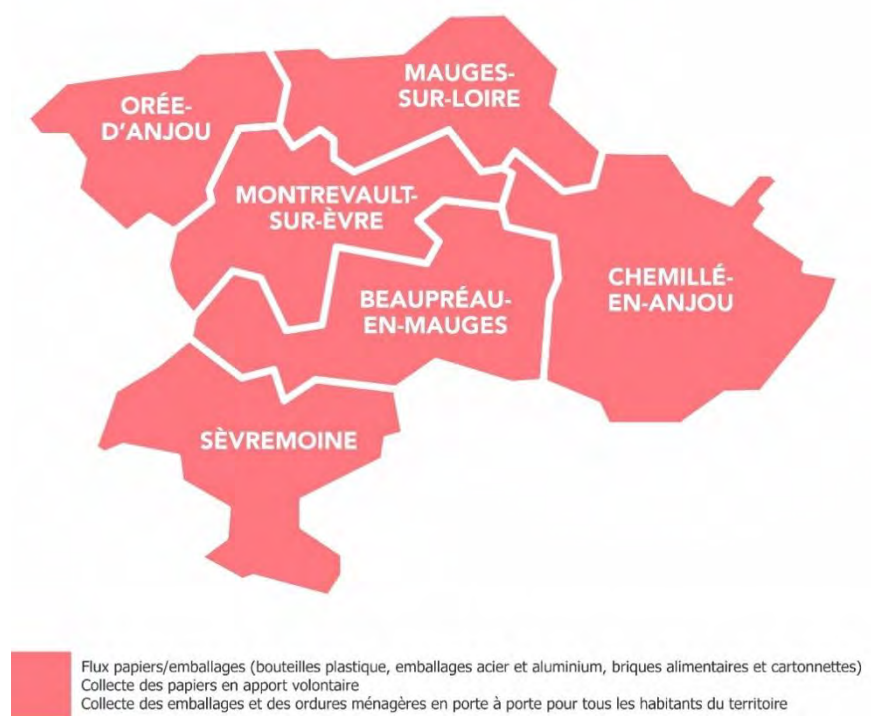 MAUGES-
SUR-LOIRE
ORÉE-
D'ANJOU
MONTREVAULT-
SUR-ÈVRE
CHEMILLÉ-
EN-ANJOU
BEAUPRÉAU-
EN-MAUGES
SÈVREMOINE
Flux papiers/emballages (bouteilles plastique, emballages acier et aluminium, briques alimentaires et cartonnettes)
Collecte des papiers en apport volontaire
Collecte des emballages et des ordures ménagères en porte à porte pour tous les habitants du territoire